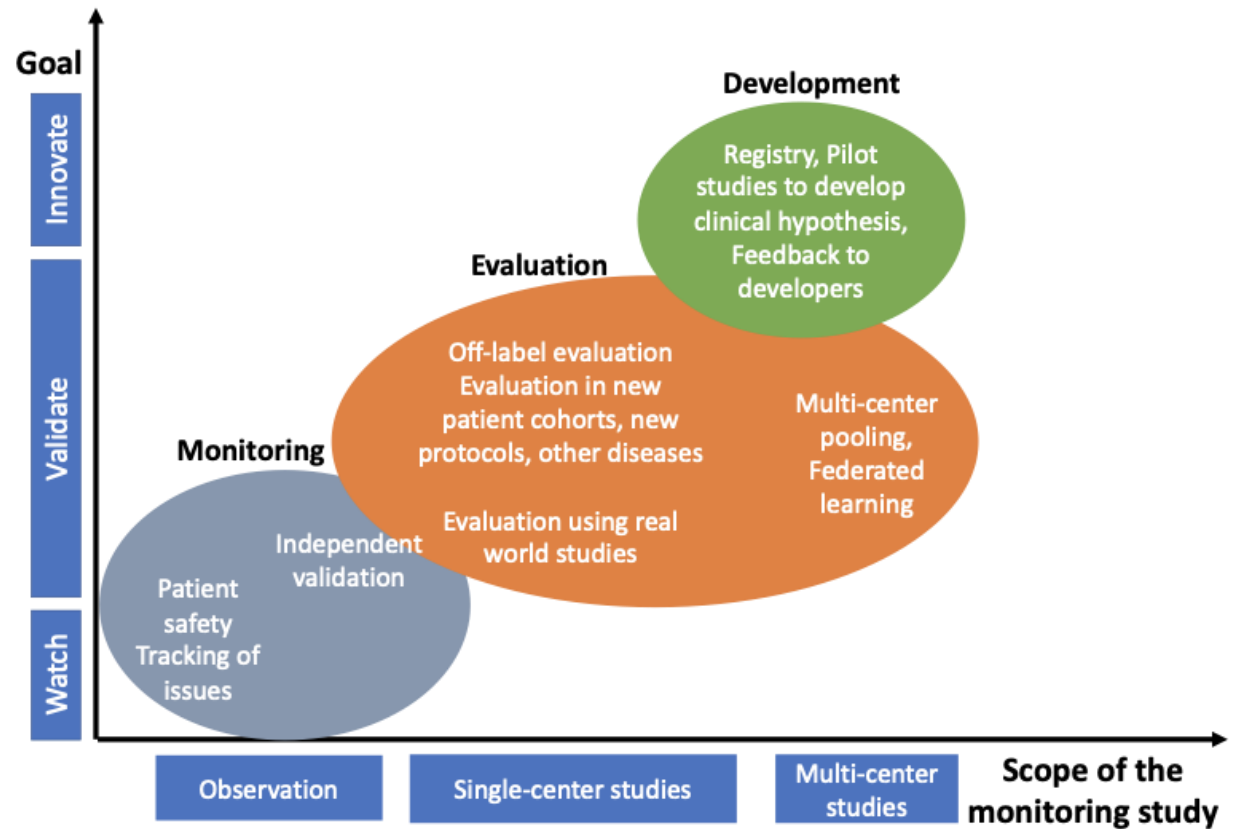 Goal
Innovate
Validate
Watch
Development
Registry, Pilot
studies to develop
clinical hypothesis,
Feedback to
developers
Evaluation
Off-label evaluation
Evaluation in new
patient cohorts, new
protocols, other diseases
Evaluation using real
world studies
Multi-center
pooling,
Federated
learning
Monitoring
Independent
validation
Patient
safety
Tracking of
issues
Observation
Single-center studies
Multi-center
studies
Scope of the
monitoring study